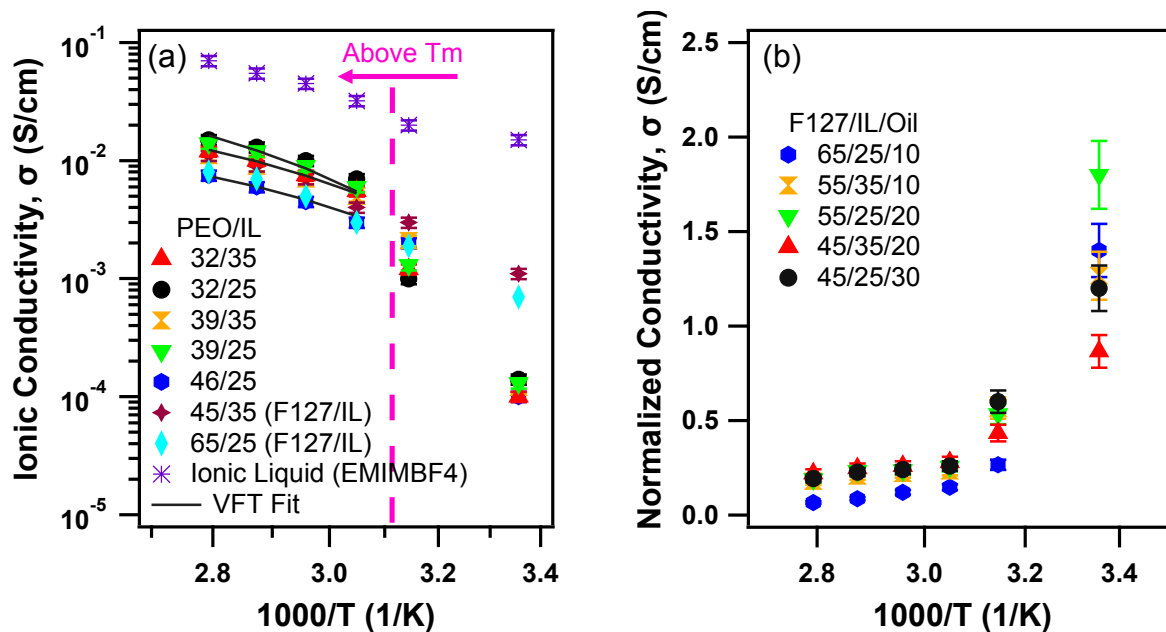 (a)
Above Tm
10⁻¹
10⁻²
10⁻³
10⁻⁴
10⁻⁵
Ionic Conductivity, σ (S/cm)
PEO/IL
32/35
32/25
39/35
39/25
46/25
45/35 (F127/IL)
65/25 (F127/IL)
Ionic Liquid (EMIMBF4)
VFT Fit
2.8
3.0
3.2
3.4
1000/T (1/K)
(b)
2.5
2.0
1.5
1.0
0.5
0.0
Normalized Conductivity, σ (S/cm)
F127/IL/Oil
65/25/10
55/35/10
55/25/20
45/35/20
45/25/30
2.8
3.0
3.2
3.4
1000/T (1/K)